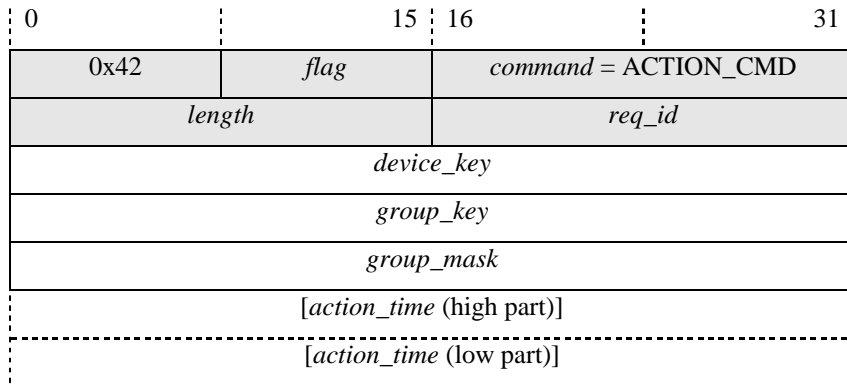 0 15 16 31
0x42 flag command = ACTION_CMD
length req_id
device_key
group_key
group_mask
[action_time (high part)]
[action_time (low part)]